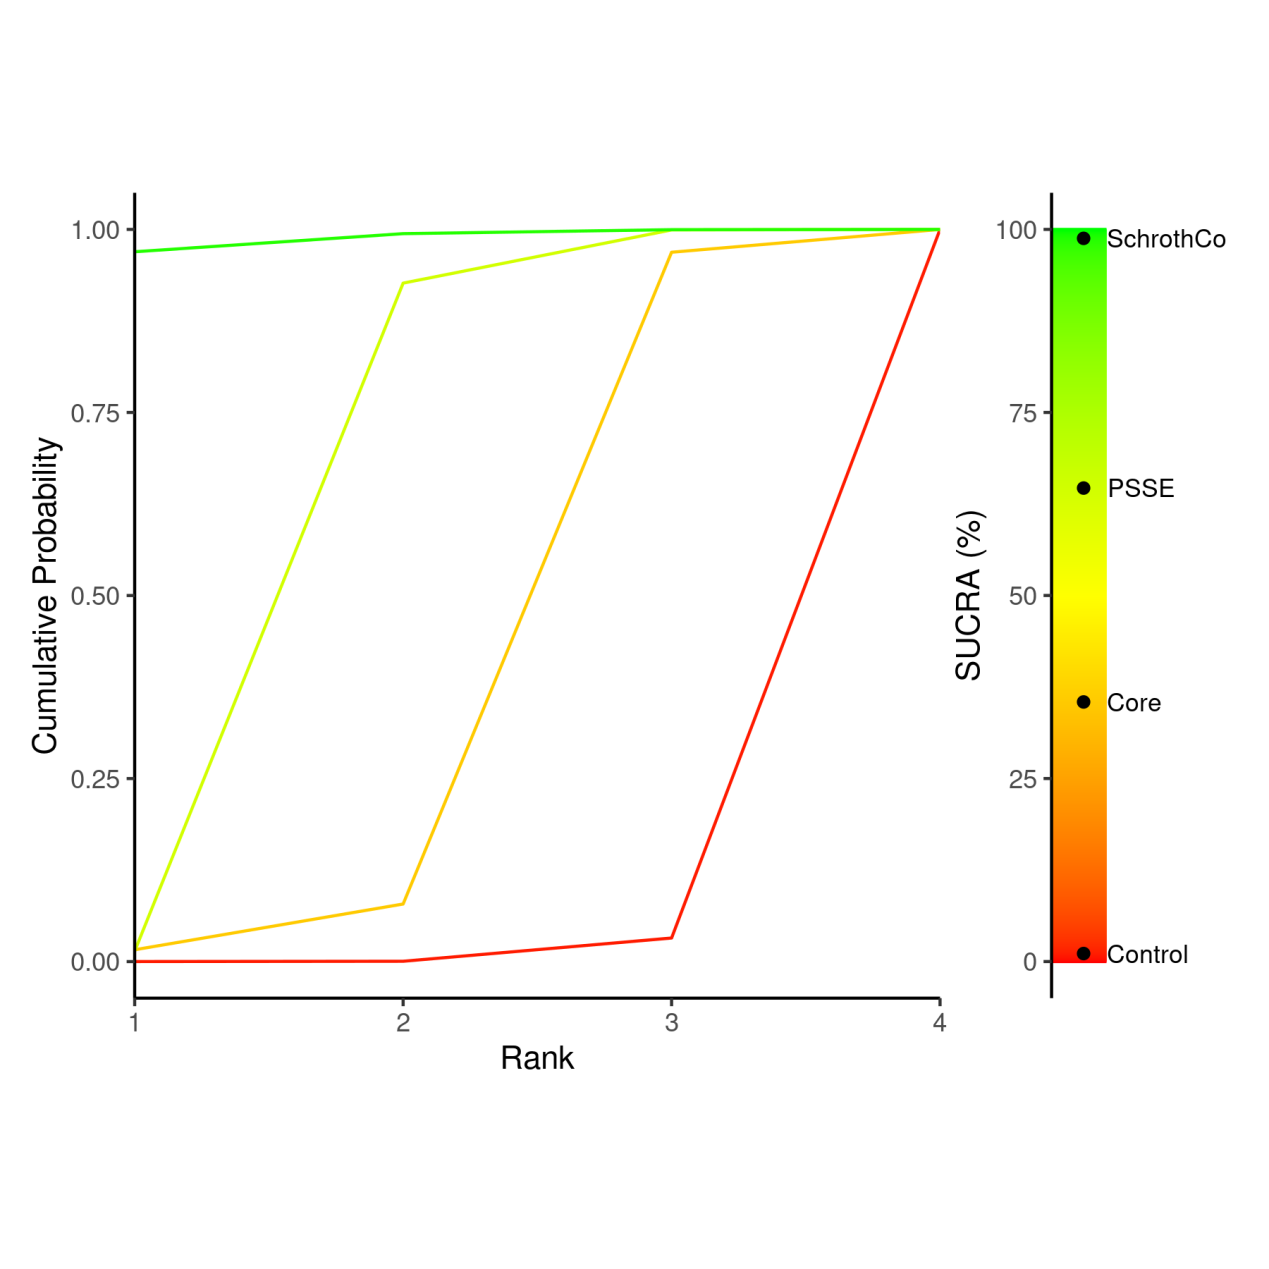 Cumulative Probability
1.00
0.75
0.50
0.25
0.00
1 2 3 4
Rank
SUCRA (%)
100
75
50
25
0
SchrothCo
PSSE
Core
Control